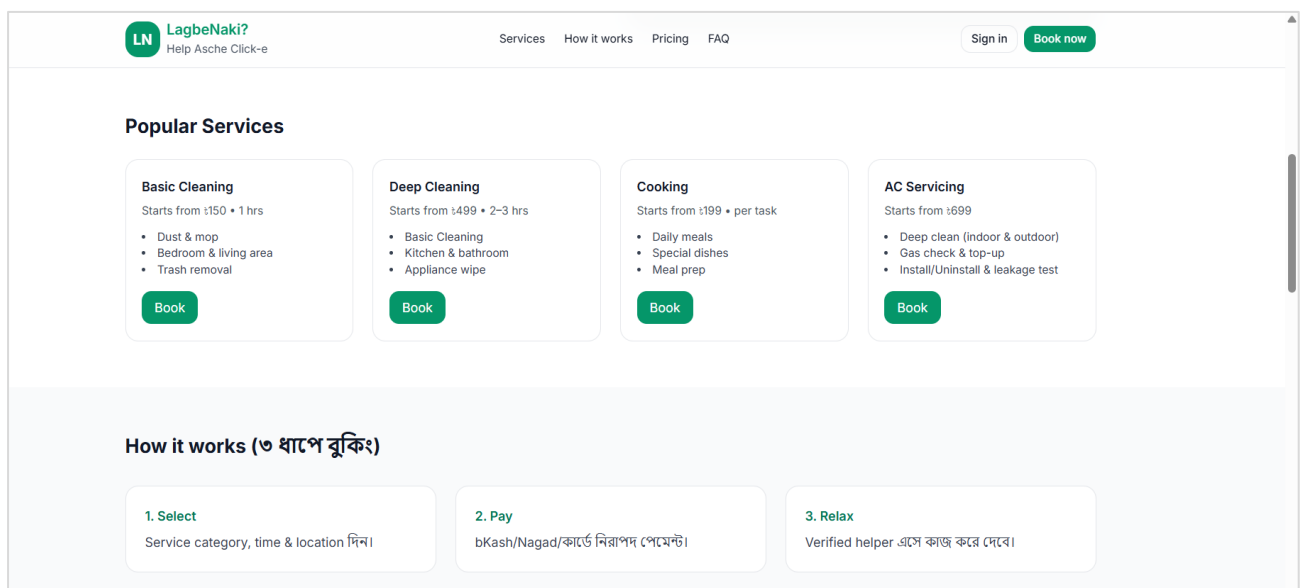 LN
LagbeNaki?
Help Asche Click-e
Services How it works Pricing FAQ
Sign in Book now
Popular Services
Basic Cleaning
Starts from ৳150 • 1 hrs
• Dust & mop
• Bedroom & living area
• Trash removal
Book
Deep Cleaning
Starts from ৳499 • 2–3 hrs
• Basic Cleaning
• Kitchen & bathroom
• Appliance wipe
Book
Cooking
Starts from ৳199 • per task
• Daily meals
• Special dishes
• Meal prep
Book
AC Servicing
Starts from ৳699
• Deep clean (indoor & outdoor)
• Gas check & top-up
• Install/Uninstall & leakage test
Book
How it works (৩ ধাপে বুকিং)
1. Select
Service category, time & location দিন।
2. Pay
bKash/Nagad/কার্ডে নিরাপদ পেমেন্ট।
3. Relax
Verified helper এসে কাজ করে দেবে।